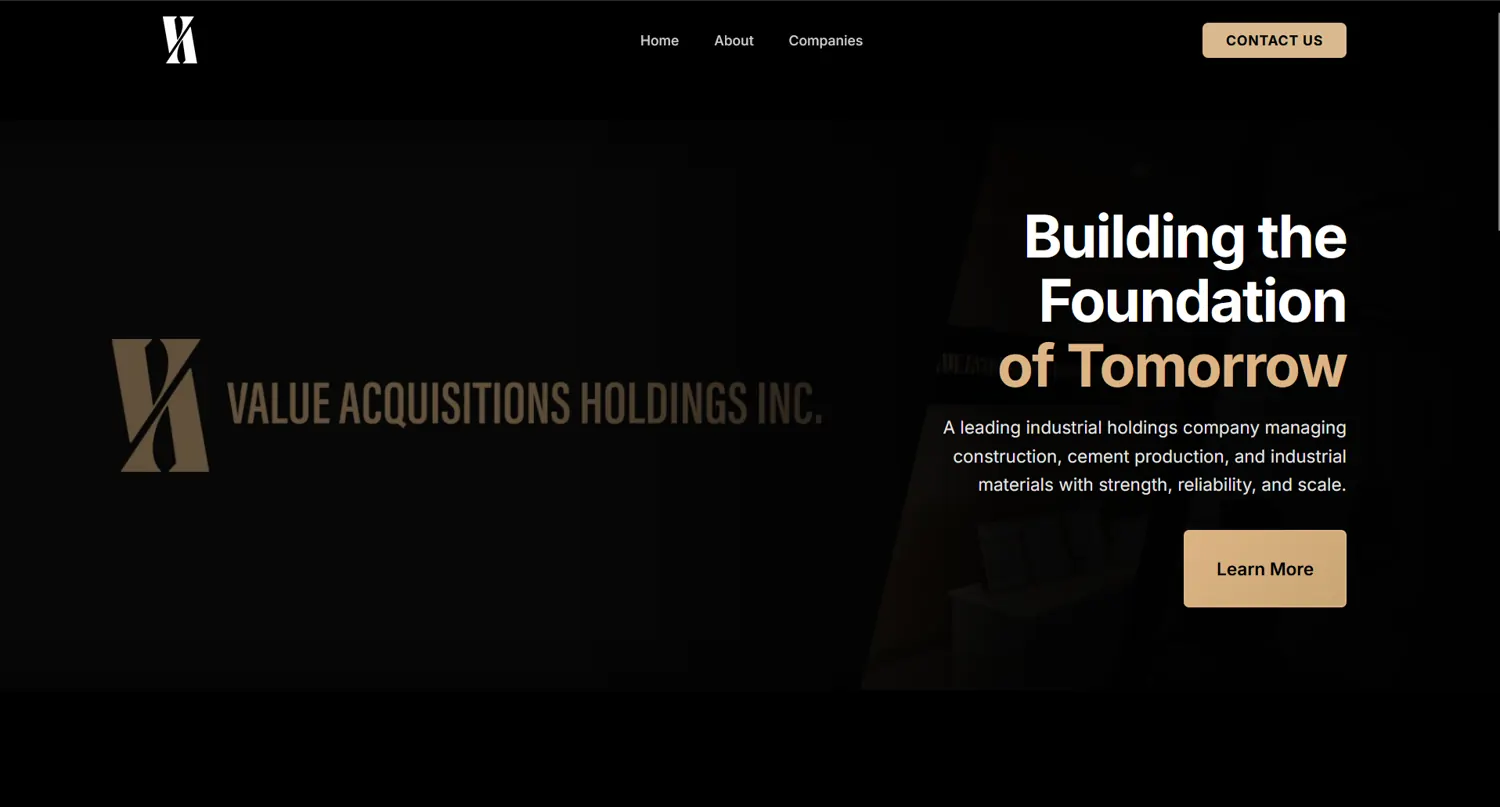 Home
About
Companies
CONTACT US
VALUE ACQUISITIONS HOLDINGS INC.
Building the
Foundation
of Tomorrow
A leading industrial holdings company managing
construction, cement production, and industrial
materials with strength, reliability, and scale.
Learn More